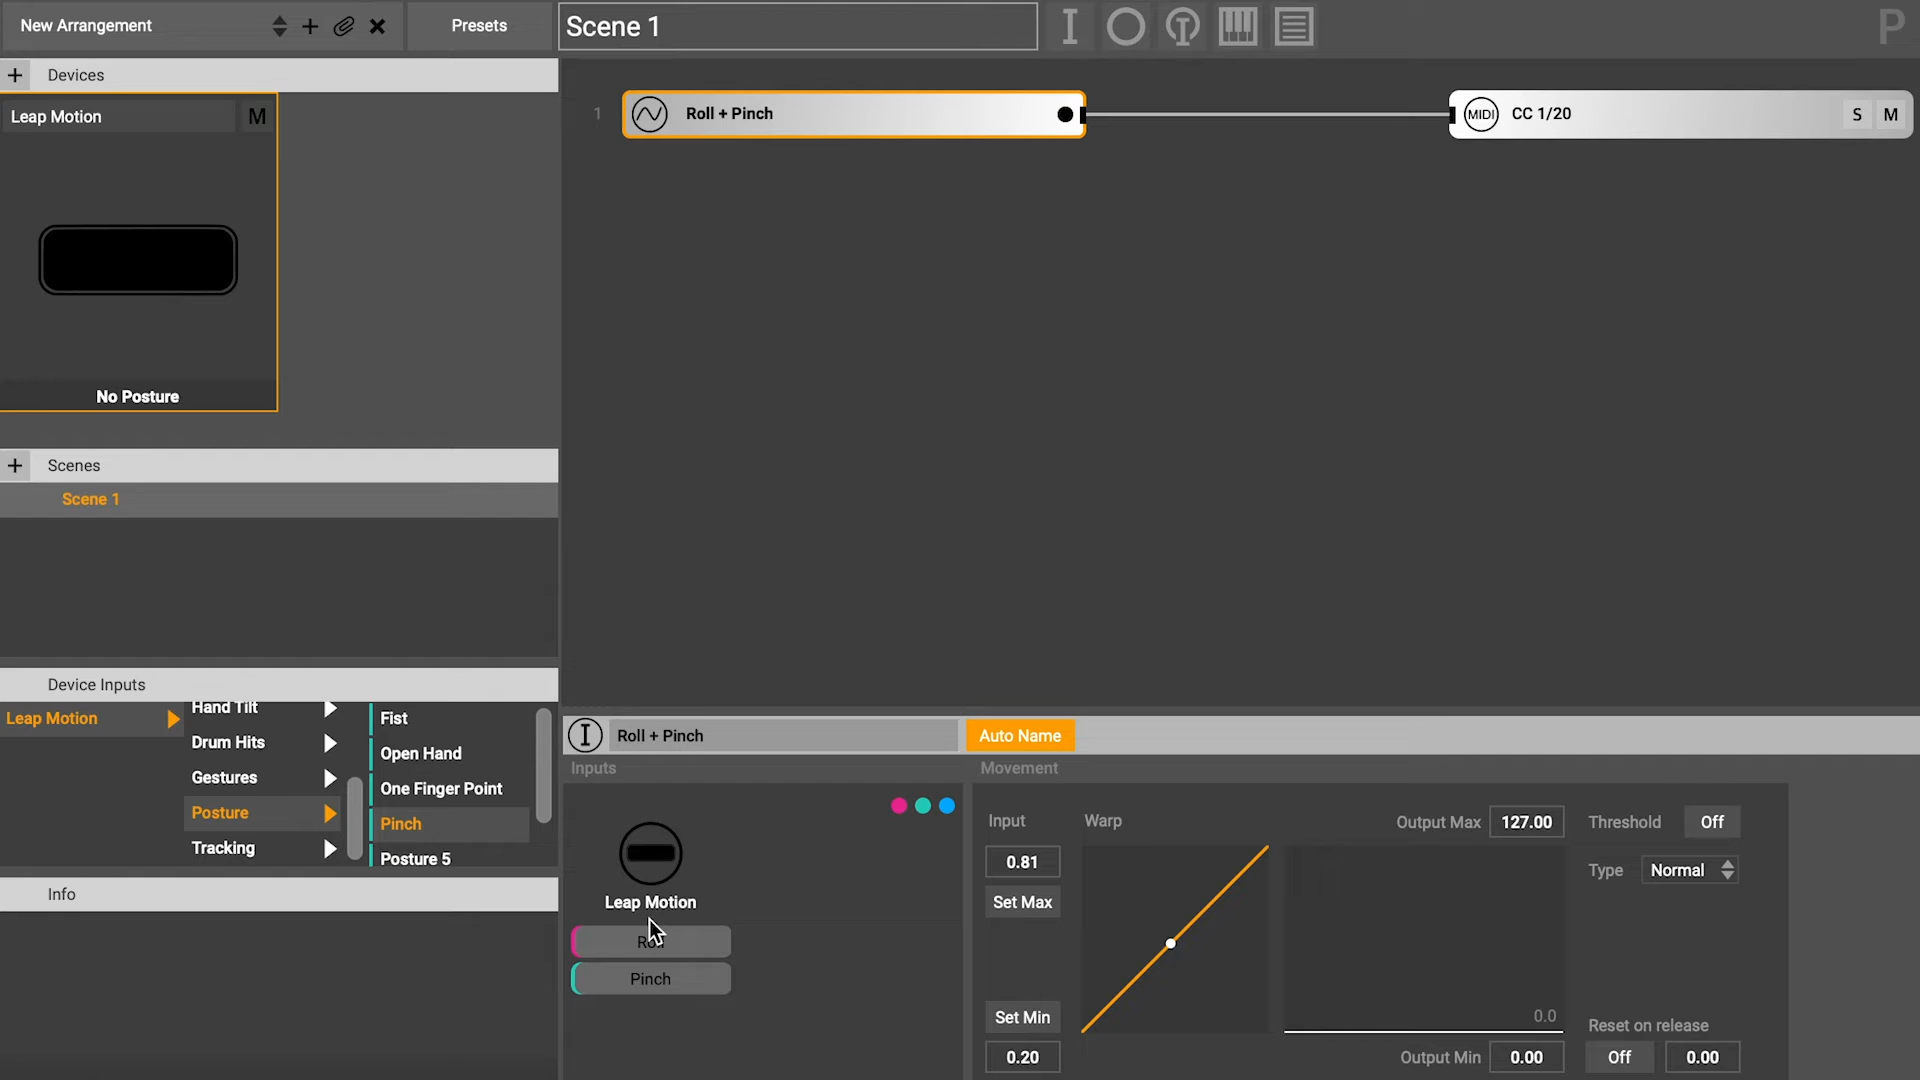 New Arrangement
Presets
Scene 1
P
Devices
Leap Motion
M
No Posture
1
Roll + Pinch
MIDI
CC 1/20
S
M
Scenes
Scene 1
Device Inputs
Leap Motion
Hand Tilt
Drum Hits
Gestures
Posture
Tracking
Fist
Open Hand
One Finger Point
Pinch
Posture 5
Info
Roll + Pinch
Auto Name
Inputs
Movement
Leap Motion
Roll
Pinch
Input
Warp
0.81
Set Max
Set Min
0.20
Output Max
127.00
0.0
Output Min
0.00
Threshold
Off
Type
Normal
Reset on release
Off
0.00